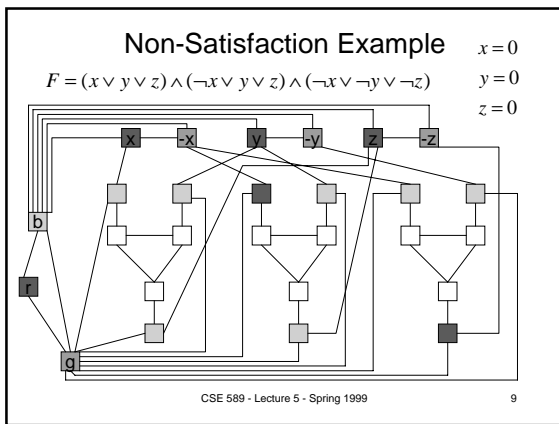 Non-Satisfaction Example
x = 0
F = (x ∨ y ∨ z) ∧ (¬x ∨ y ∨ z) ∧ (¬x ∨ ¬y ∨ ¬z)
y = 0
z = 0
x -x y -y z -z
b
r
g
CSE 589 - Lecture 5 - Spring 1999 9